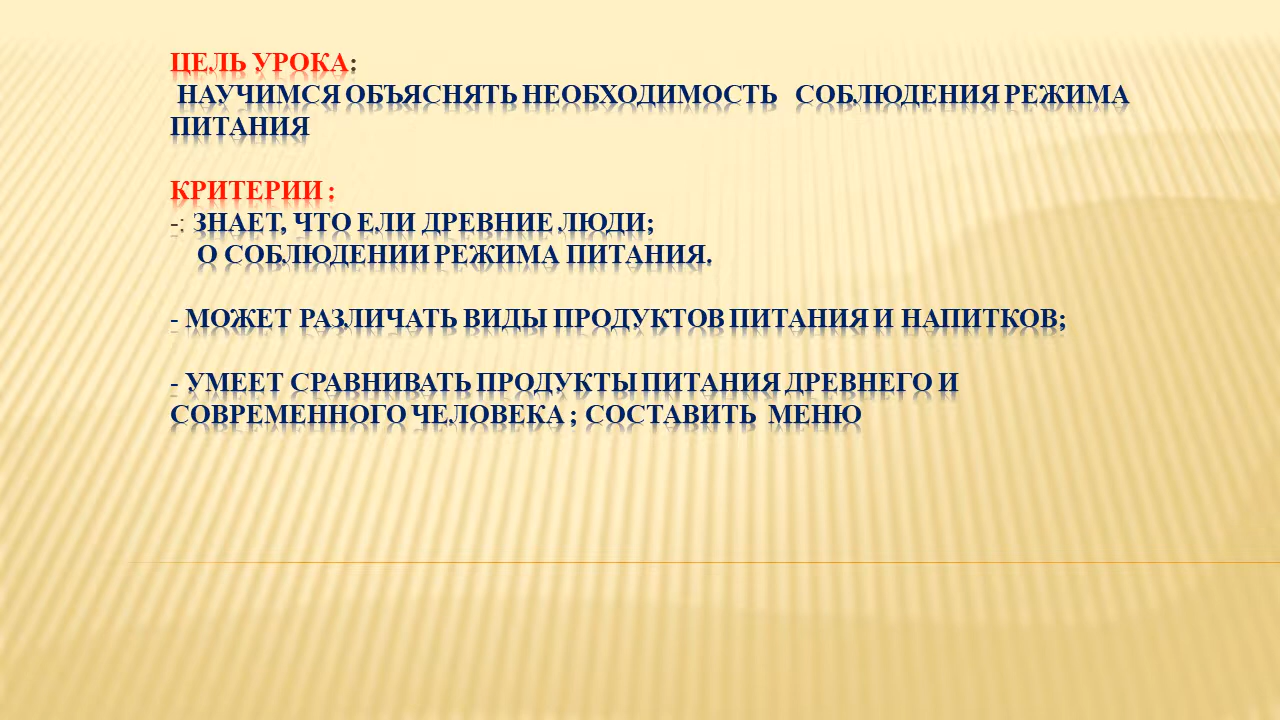 ЦЕЛЬ УРОКА:
НАУЧИМСЯ ОБЪЯСНЯТЬ НЕОБХОДИМОСТЬ СОБЛЮДЕНИЯ РЕЖИМА
ПИТАНИЯ
КРИТЕРИИ :
-; ЗНАЕТ, ЧТО ЕЛИ ДРЕВНИЕ ЛЮДИ;
О СОБЛЮДЕНИИ РЕЖИМА ПИТАНИЯ.
- МОЖЕТ РАЗЛИЧАТЬ ВИДЫ ПРОДУКТОВ ПИТАНИЯ И НАПИТКОВ;
- УМЕЕТ СРАВНИВАТЬ ПРОДУКТЫ ПИТАНИЯ ДРЕВНЕГО И
СОВРЕМЕННОГО ЧЕЛОВЕКА ; СОСТАВИТЬ МЕНЮ